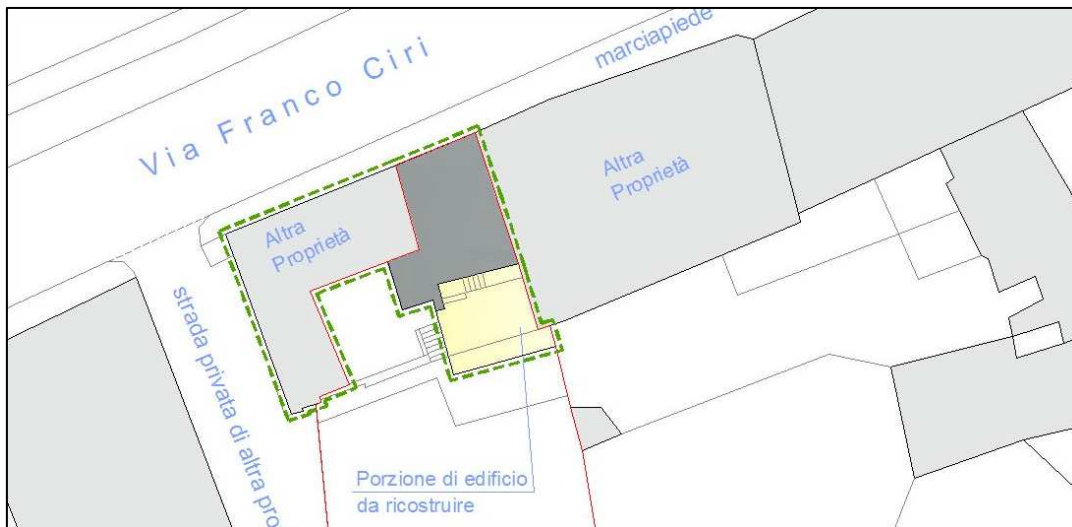 Via Franco Ciri
marciapiede
Altra
Proprietà
Altra
Proprietà
strada privata di altra pro
Porzione di edificio
da ricostruire